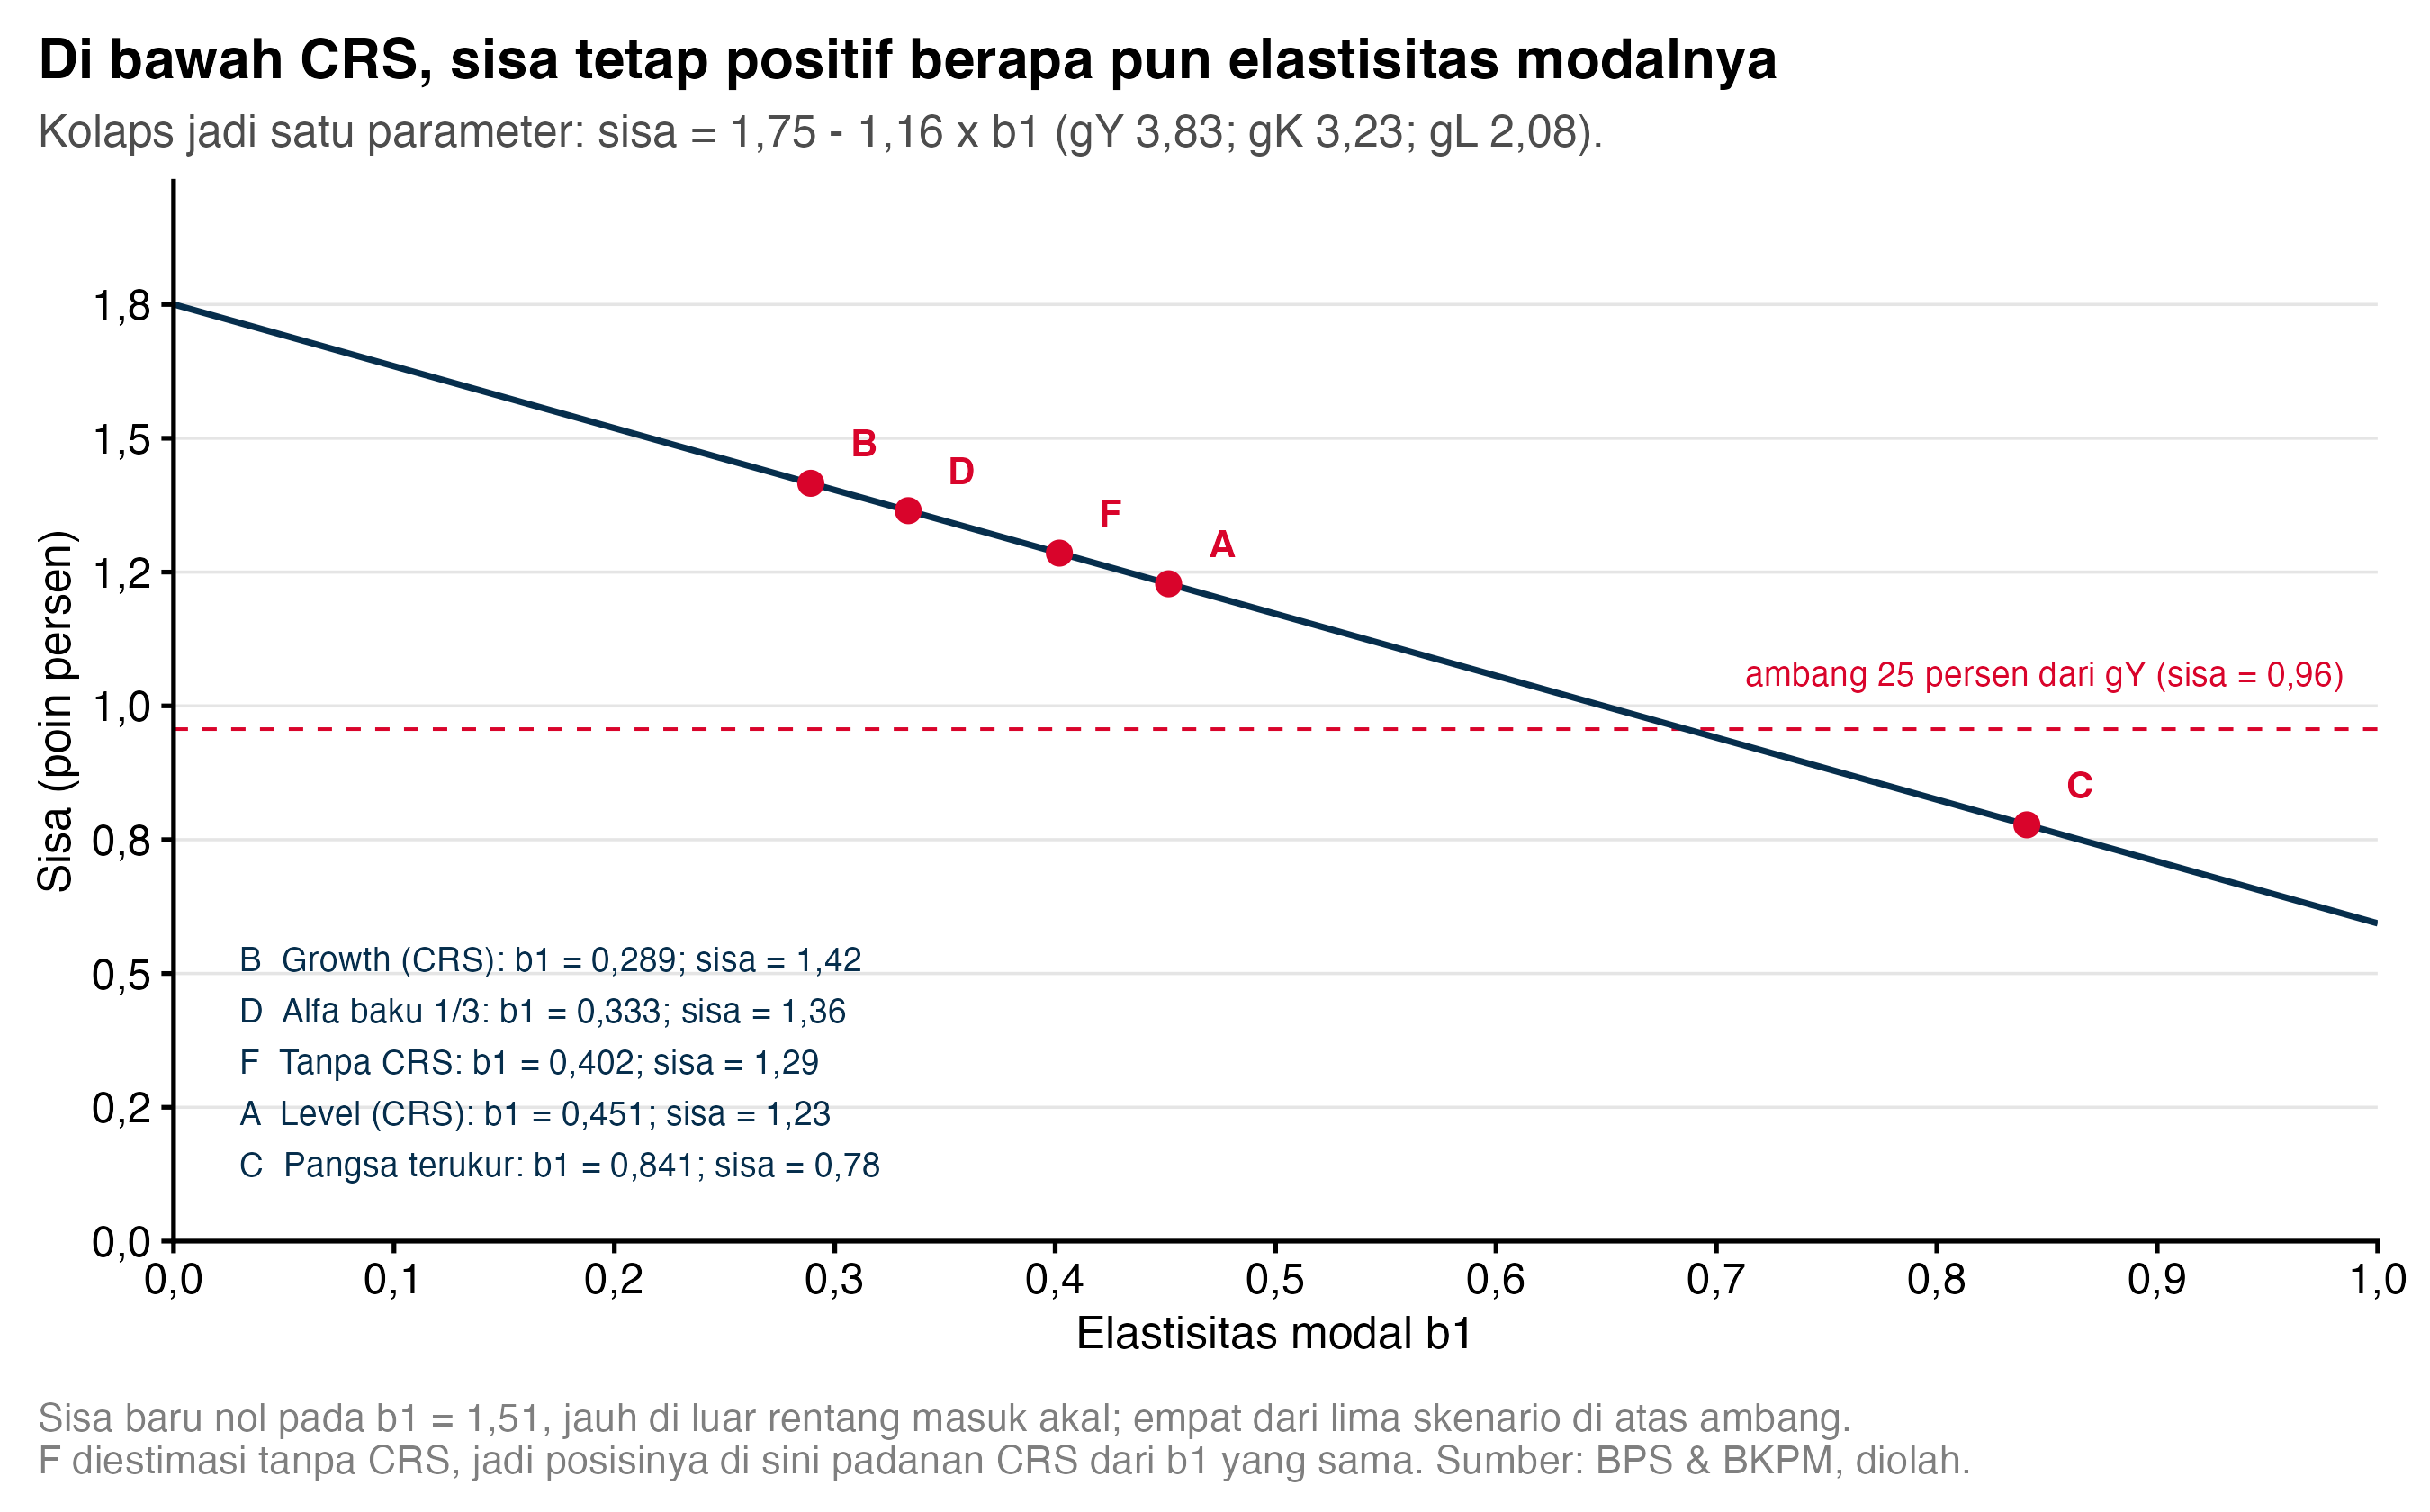 Di bawah CRS, sisa tetap positif berapa pun elastisitas modalnya
Kolaps jadi satu parameter: sisa = 1,75 - 1,16 x b1 (gY 3,83; gK 3,23; gL 2,08).
Sisa (poin persen)
1,8
1,5
1,2
1,0
0,8
0,5
0,2
0,0
B
D
F
A
ambang 25 persen dari gY (sisa = 0,96)
C
B Growth (CRS): b1 = 0,289; sisa = 1,42
D Alfa baku 1/3: b1 = 0,333; sisa = 1,36
F Tanpa CRS: b1 = 0,402; sisa = 1,29
A Level (CRS): b1 = 0,451; sisa = 1,23
C Pangsa terukur: b1 = 0,841; sisa = 0,78
0,0 0,1 0,2 0,3 0,4 0,5 0,6 0,7 0,8 0,9 1,0
Elastisitas modal b1
Sisa baru nol pada b1 = 1,51, jauh di luar rentang masuk akal; empat dari lima skenario di atas ambang.
F diestimasi tanpa CRS, jadi posisinya di sini padanan CRS dari b1 yang sama. Sumber: BPS & BKPM, diolah.